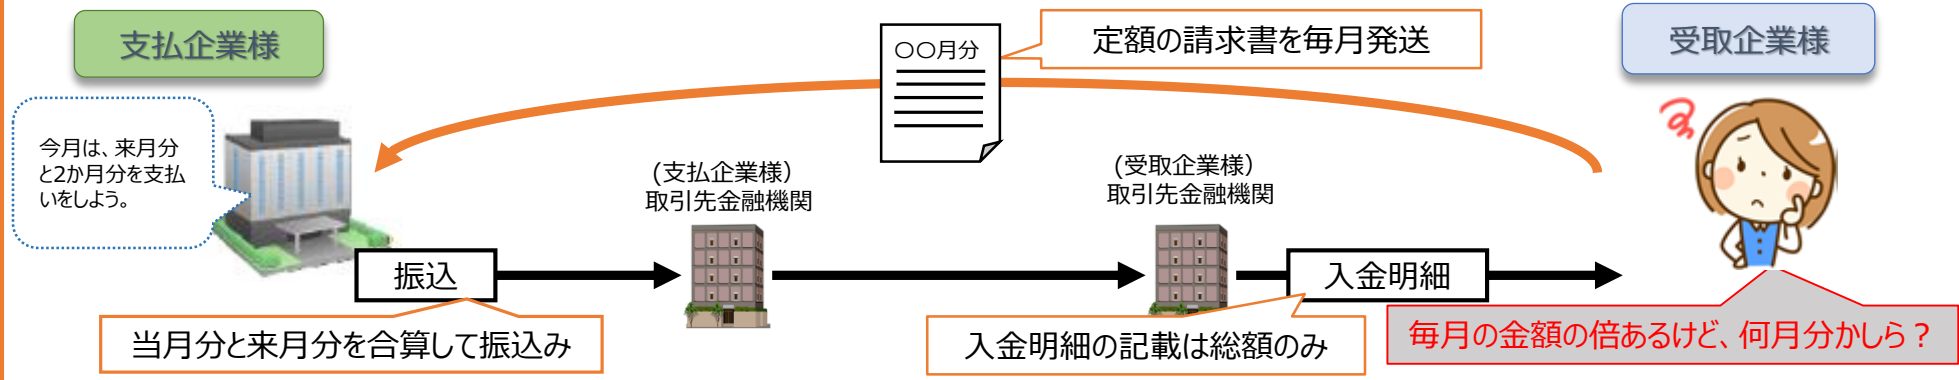 支払企業様
〇〇月分
定額の請求書を毎月発送
受取企業様
今月は、来月分
と2か月分を支払
いをしよう。
(支払企業様)
取引先金融機関
(受取企業様)
取引先金融機関
振込
入金明細
当月分と来月分を合算して振込み
入金明細の記載は総額のみ
毎月の金額の倍あるけど、何月分かしら？